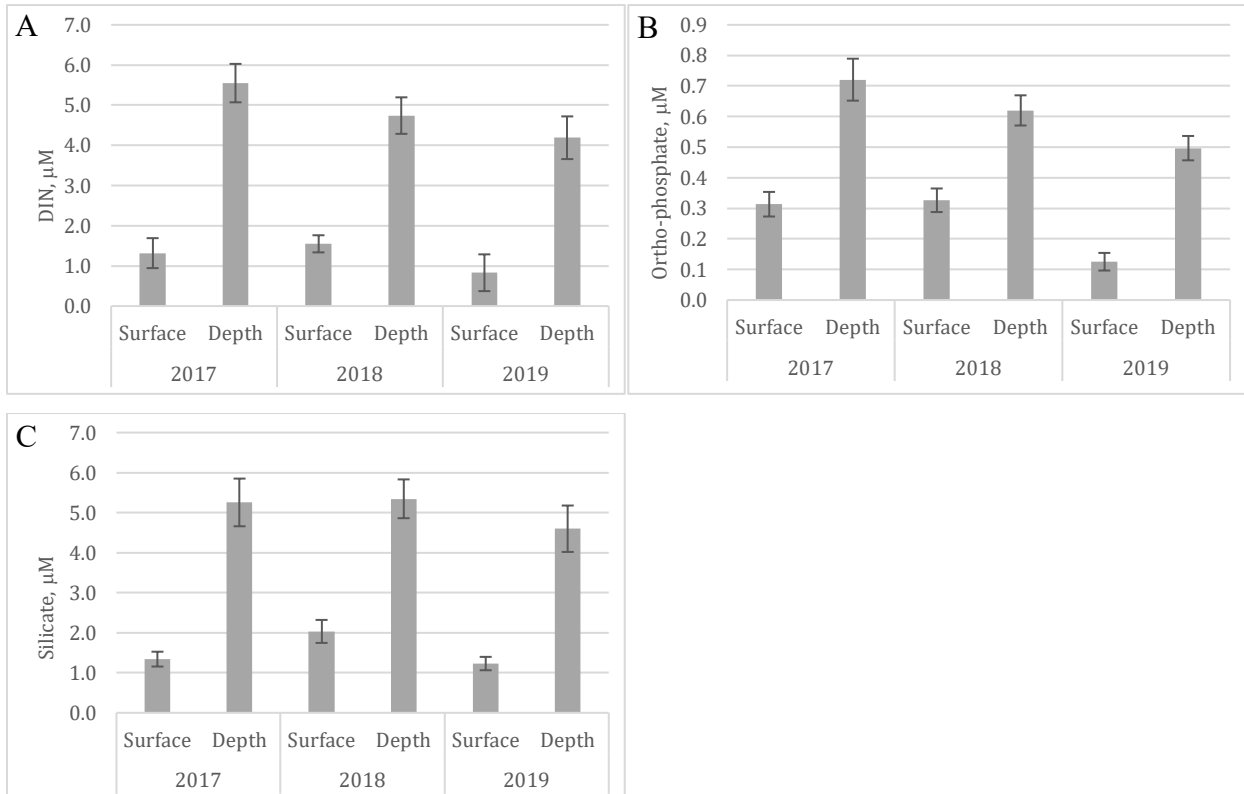 A
7.0
6.0
5.0
4.0
3.0
2.0
1.0
0.0
DIN, µM
Surface Depth Surface Depth Surface Depth
2017 2018 2019
B
0.9
0.8
0.7
0.6
0.5
0.4
0.3
0.2
0.1
0.0
Ortho-phosphate, µM
Surface Depth Surface Depth Surface Depth
2017 2018 2019
C
7.0
6.0
5.0
4.0
3.0
2.0
1.0
0.0
Silicate, µM
Surface Depth Surface Depth Surface Depth
2017 2018 2019